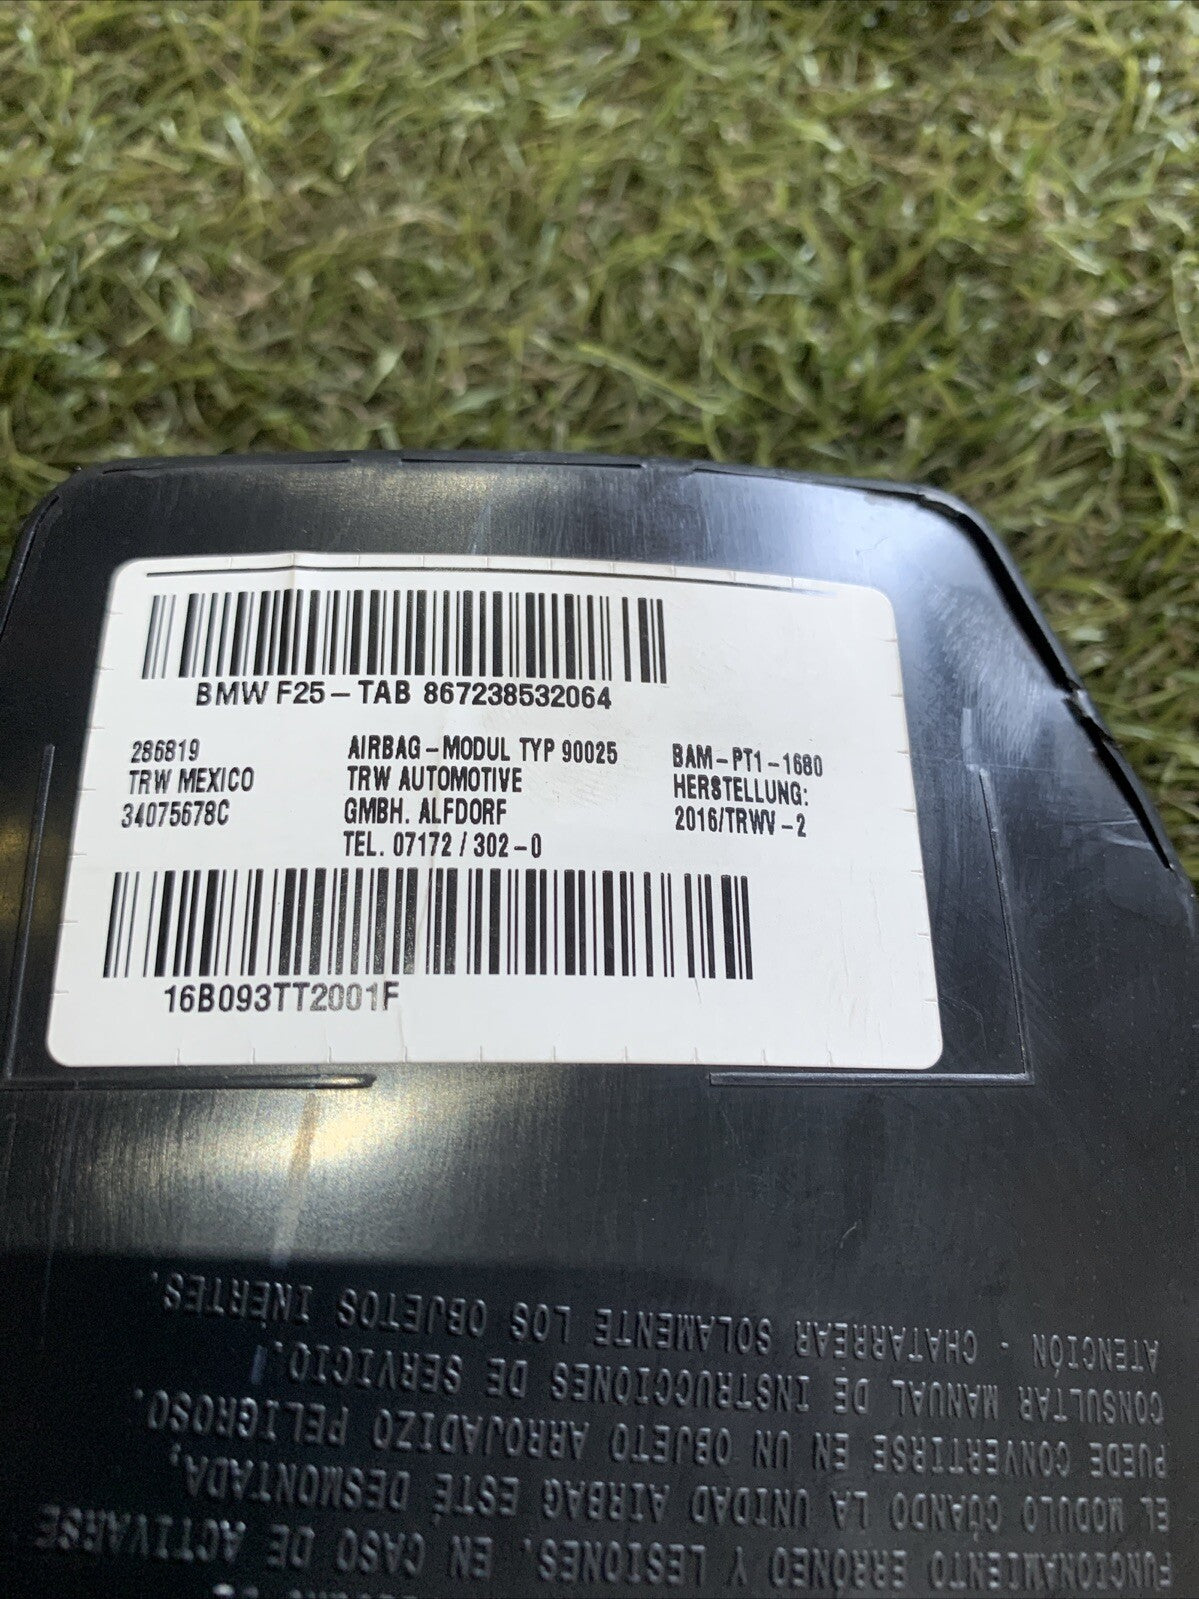 BMW F25-TAB 867238532064
286819
TRW MEXICO
34075678C
AIRBAG-MODUL TYP 90025
TRW AUTOMOTIVE
GMBH. ALFDORF
TEL. 07172 / 302-0
BAM-PT1-1680
HERSTELLUNG:
2016/TRWV-2
16B093TT2001F
FUNCIONAMIENTO ERRÓNEO Y LESIONES. EN CASO DE ACTIVARSE
EL MODULO CUANDO LA UNIDAD AIRBAG ESTÉ DESMONTADA,
PUEDE CONVERTIRSE EN UN OBJETO ARROJADIZO PELIGROSO.
CONSULTAR MANUAL DE INSTRUCCIONES DE SERVICIO.
ATENCIÓN - CHATARREAR SOLAMENTE LOS OBJETOS INERTES.